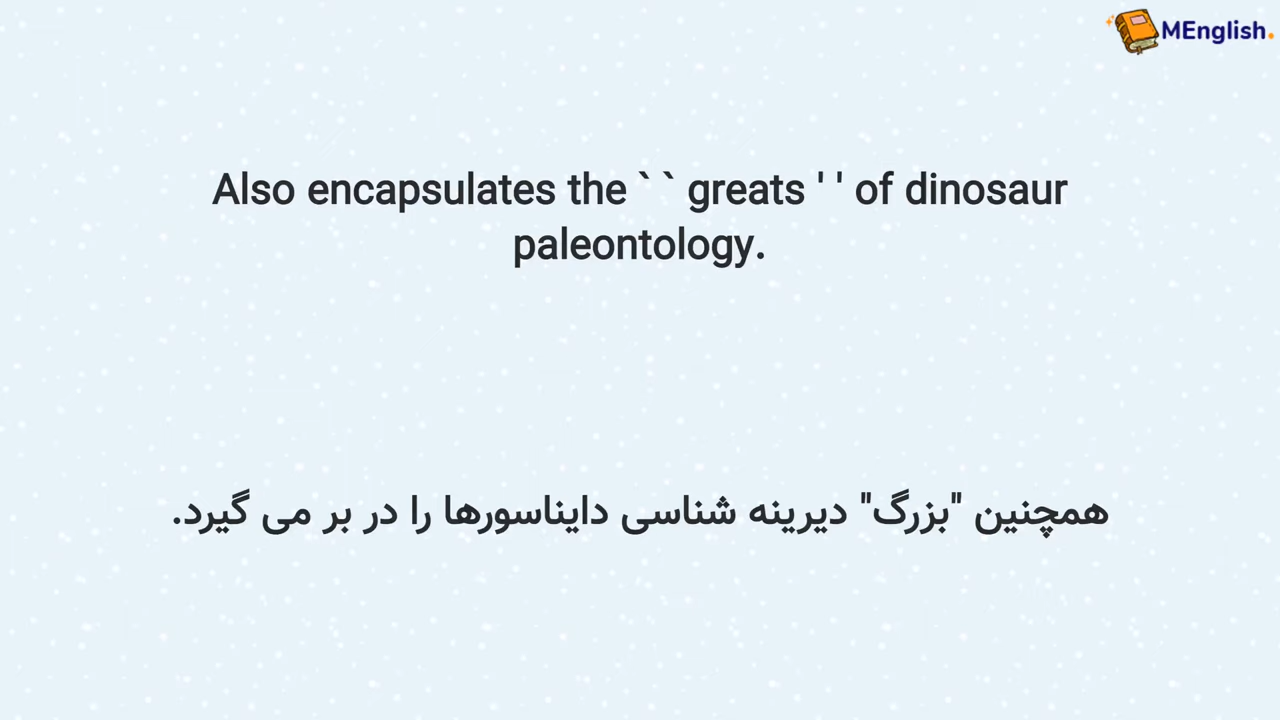 MEnglish.
Also encapsulates the ` ` greats ' ' of dinosaur
paleontology.
همچنین "بزرگ" دیرینه شناسی دایناسورها را در بر می گیرد.